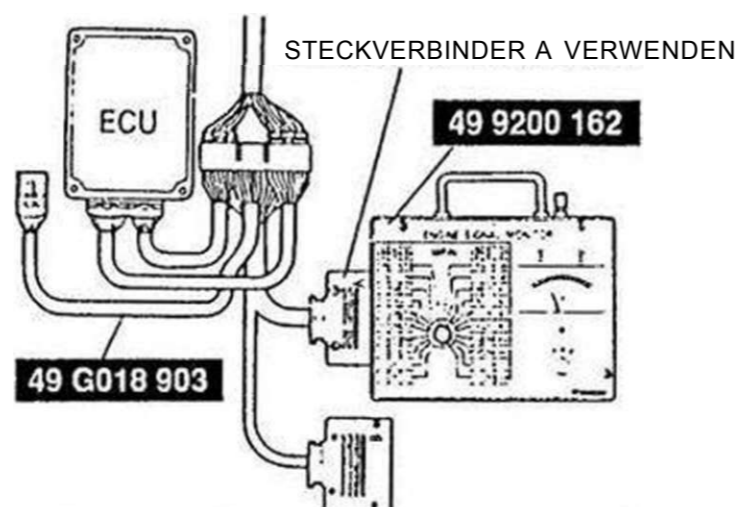 STECKVERBINDER A VERWENDEN
ECU
49 9200 162
ENGINE SIGNAL MONITOR
49 G018 903